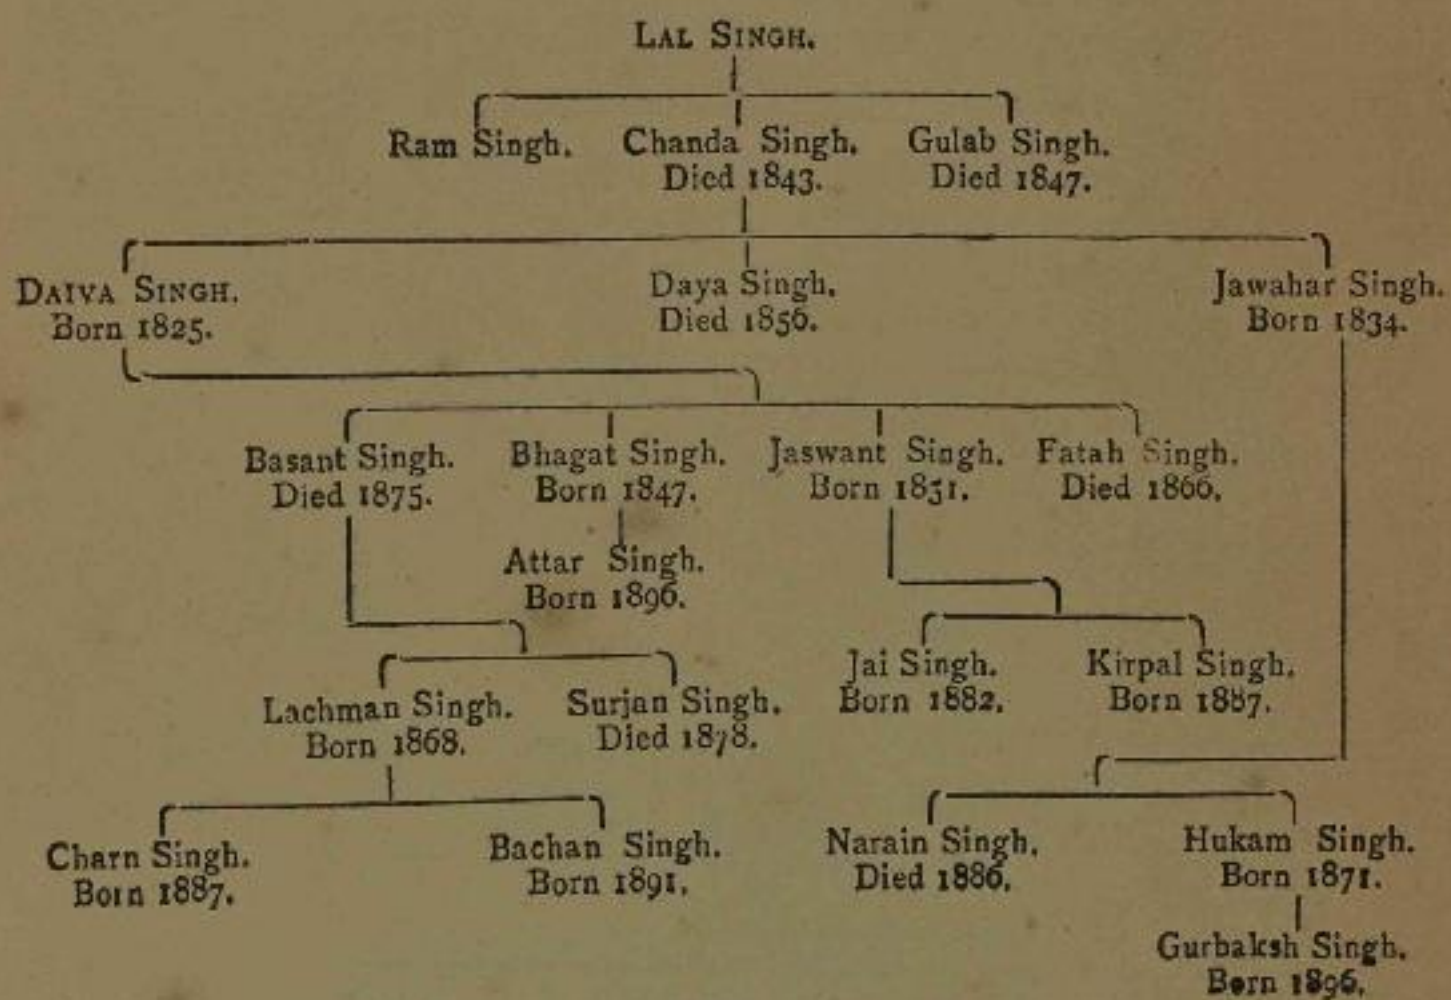 LAL SINGH.
Ram Singh. Chanda Singh. Gulab Singh.
Died 1843. Died 1847.
DAIVA SINGH. Daya Singh. Jawahar Singh.
Born 1825. Died 1856. Born 1834.
Basant Singh. Bhagat Singh. Jaswant Singh. Fatah Singh.
Died 1875. Born 1847. Born 1851. Died 1866.
Attar Singh.
Born 1896.
Jai Singh. Kirpal Singh.
Born 1882. Born 1887.
Lachman Singh. Surjan Singh.
Born 1868. Died 1878.
Charn Singh. Bachan Singh. Narain Singh. Hukam Singh.
Born 1887. Born 1891. Died 1886. Born 1871.
Gurbaksh Singh.
Born 1896.